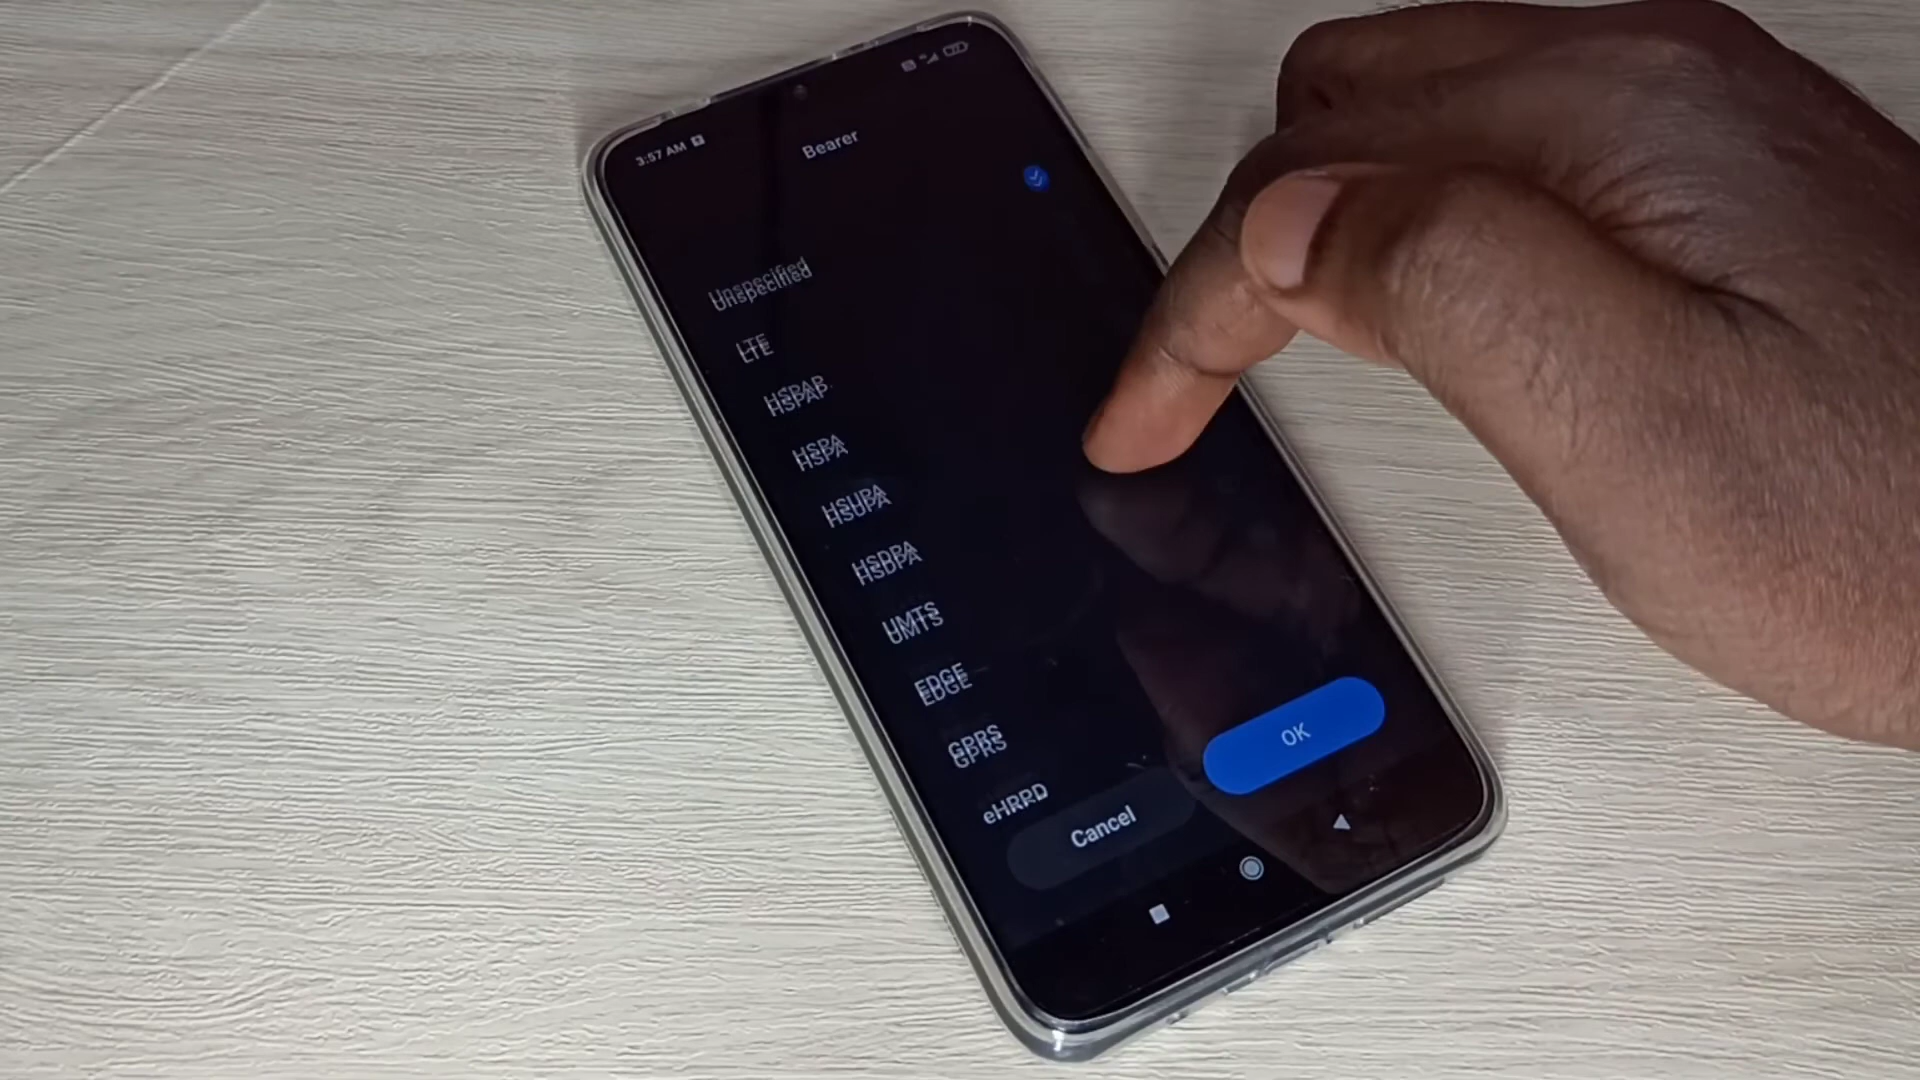 3:57 AM
Bearer
Unspecified
LTE
HSPAP
HSPA
HSUPA
HSDPA
UMTS
EDGE
GPRS
eHRPD
OK
Cancel